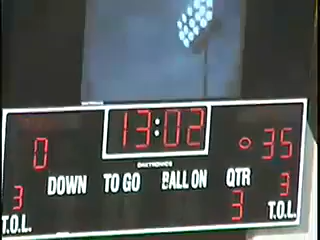 13:02
0 35
3 DOWN TO GO BALL ON QTR 3
T.O.L. 3 T.O.L.